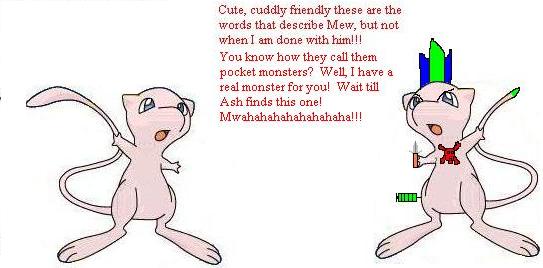 Cute, cuddly friendly these are the
words that describe Mew, but not
when I am done with him!!!
You know how they call them
pocket monsters?  Well, I have a
real monster for you!  Wait till
Ash finds this one!
Mwahahahahahahahaha!!!